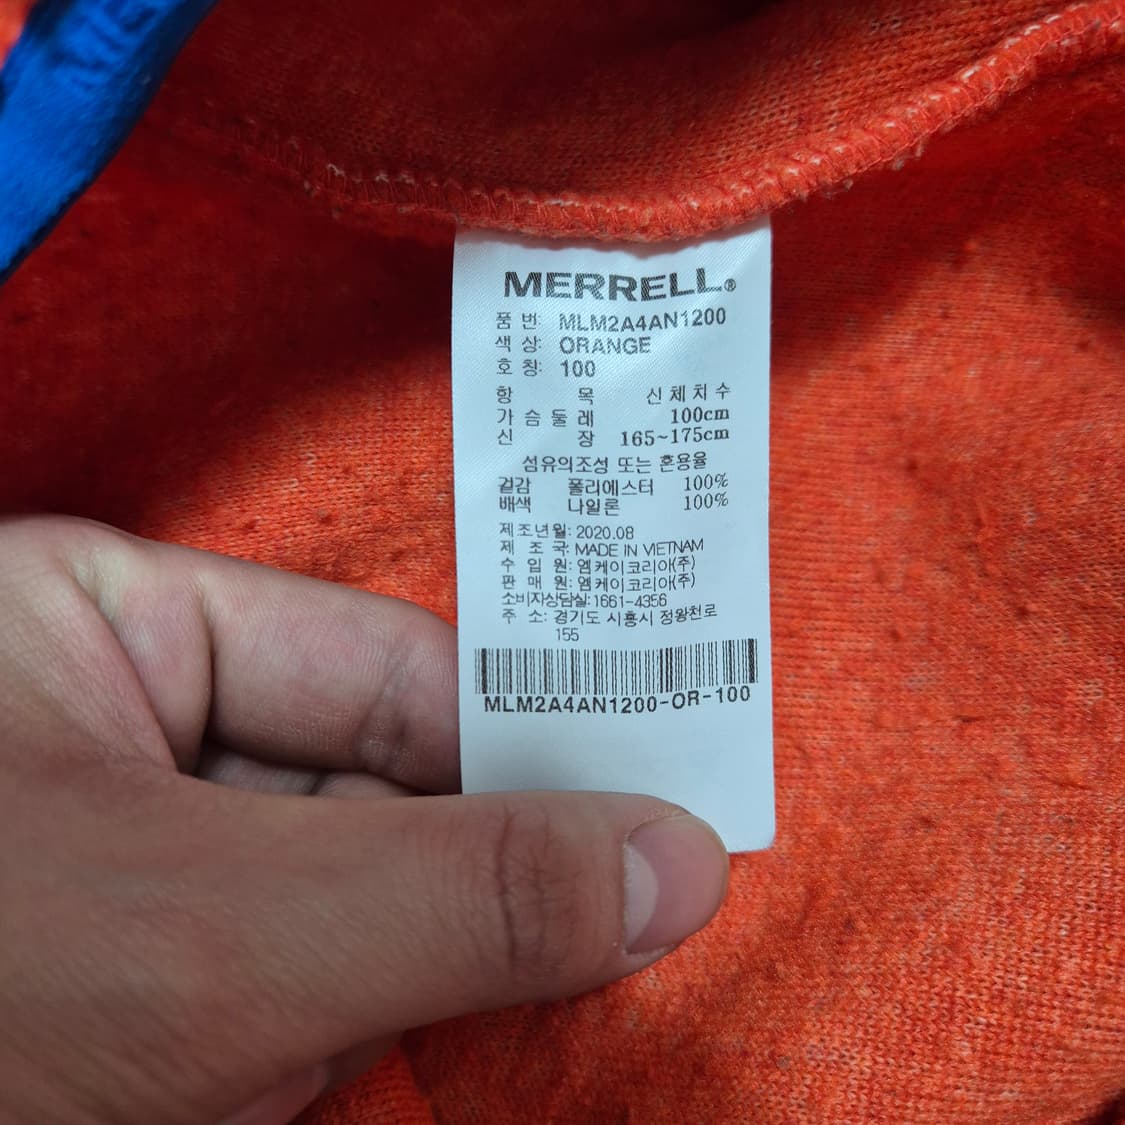 MERRELL®
품 번: MLM2A4AN1200
색 상: ORANGE
호 칭: 100
항 목 신체치수
가슴둘레 100cm
신 장 165~175cm
섬유의조성 또는 혼용율
겉감 폴리에스터 100%
배색 나일론 100%
제조년월: 2020.08
제 조 국: MADE IN VIETNAM
수 입 원: 엠케이코리아(주)
판 매 원: 엠케이코리아(주)
소비자상담실: 1661-4356
주 소: 경기도 시흥시 정왕천로
155
MLM2A4AN1200-OR-100